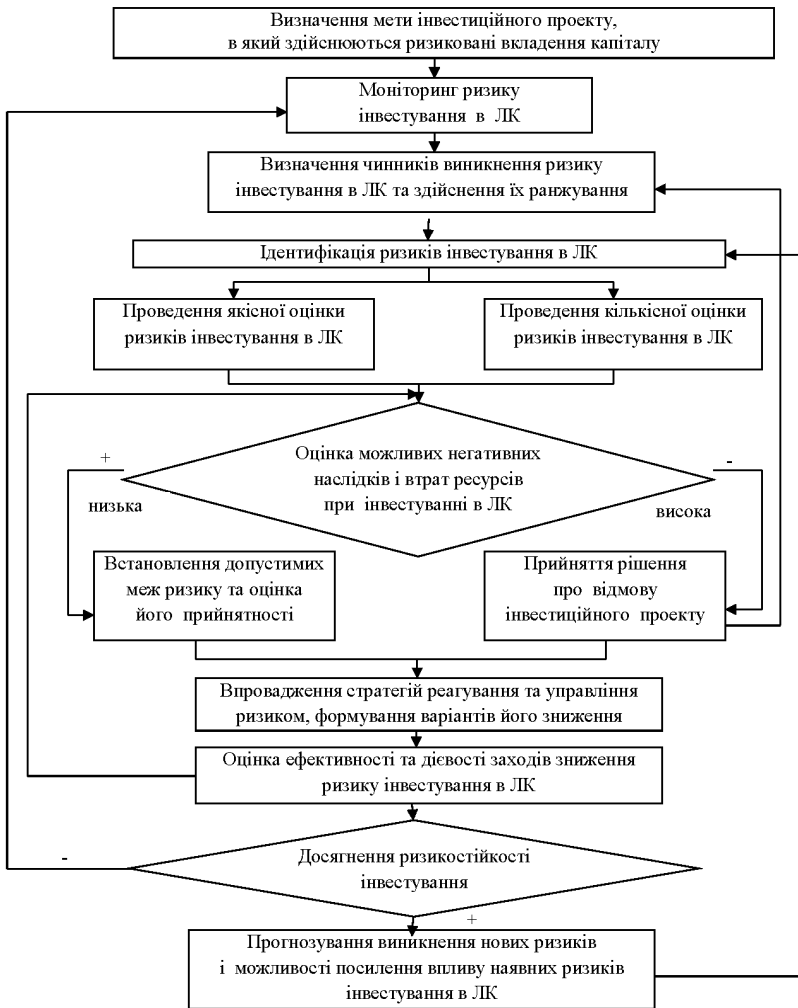 Визначення мети інвестиційного проекту,
в який здійснюються ризиковані вкладення капіталу
Моніторинг ризику
інвестування в ЛК
Визначення чинників виникнення ризику
інвестування в ЛК та здійснення їх ранжування
Ідентифікація ризиків інвестування в ЛК
Проведення якісної оцінки
ризиків інвестування в ЛК
Проведення кількісної оцінки
ризиків інвестування в ЛК
Оцінка можливих негативних
наслідків і втрат ресурсів
при інвестуванні в ЛК
+
низька
-
висока
Встановлення допустимих
меж ризику та оцінка
його прийнятності
Прийняття рішення
про відмову
інвестиційного проекту
Впровадження стратегій реагування та управління
ризиком, формування варіантів його зниження
Оцінка ефективності та дієвості заходів зниження
ризику інвестування в ЛК
Досягнення ризикостійкості
інвестування
-
+
Прогнозування виникнення нових ризиків
і можливості посилення впливу наявних ризиків
інвестування в ЛК